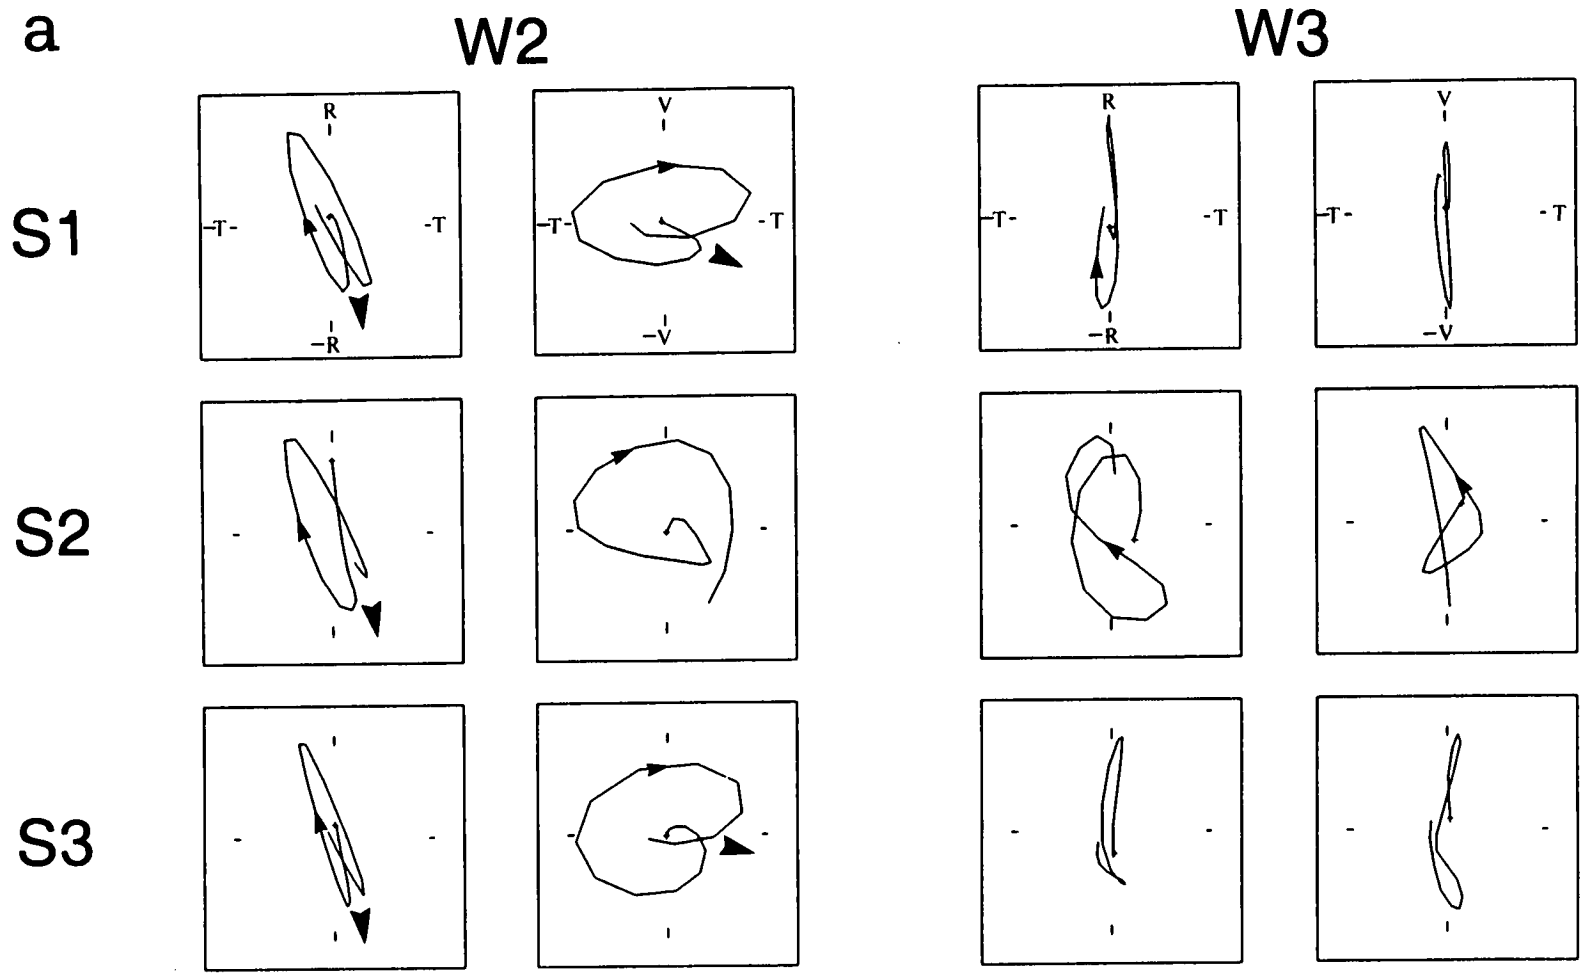 a
W2 W3
R V R V
S1
–T- -T –T- -T –T- -T –T- -T
–R –V –R –V
S2
S3